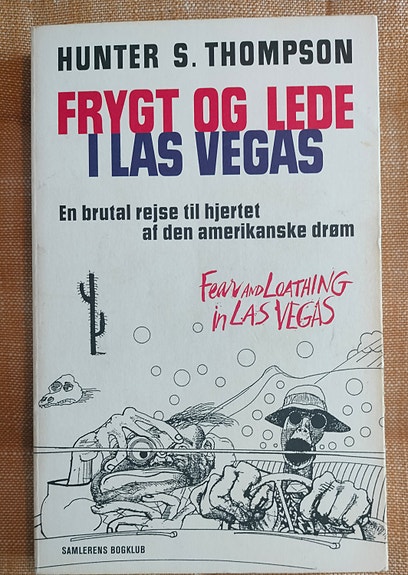 HUNTER S. THOMPSON
FRYGT OG LEDE
I LAS VEGAS
En brutal rejse til hjertet
af den amerikanske drøm
Fear AND LOATHING
in LAS VEGAS
SAMLERENS BOGKLUB